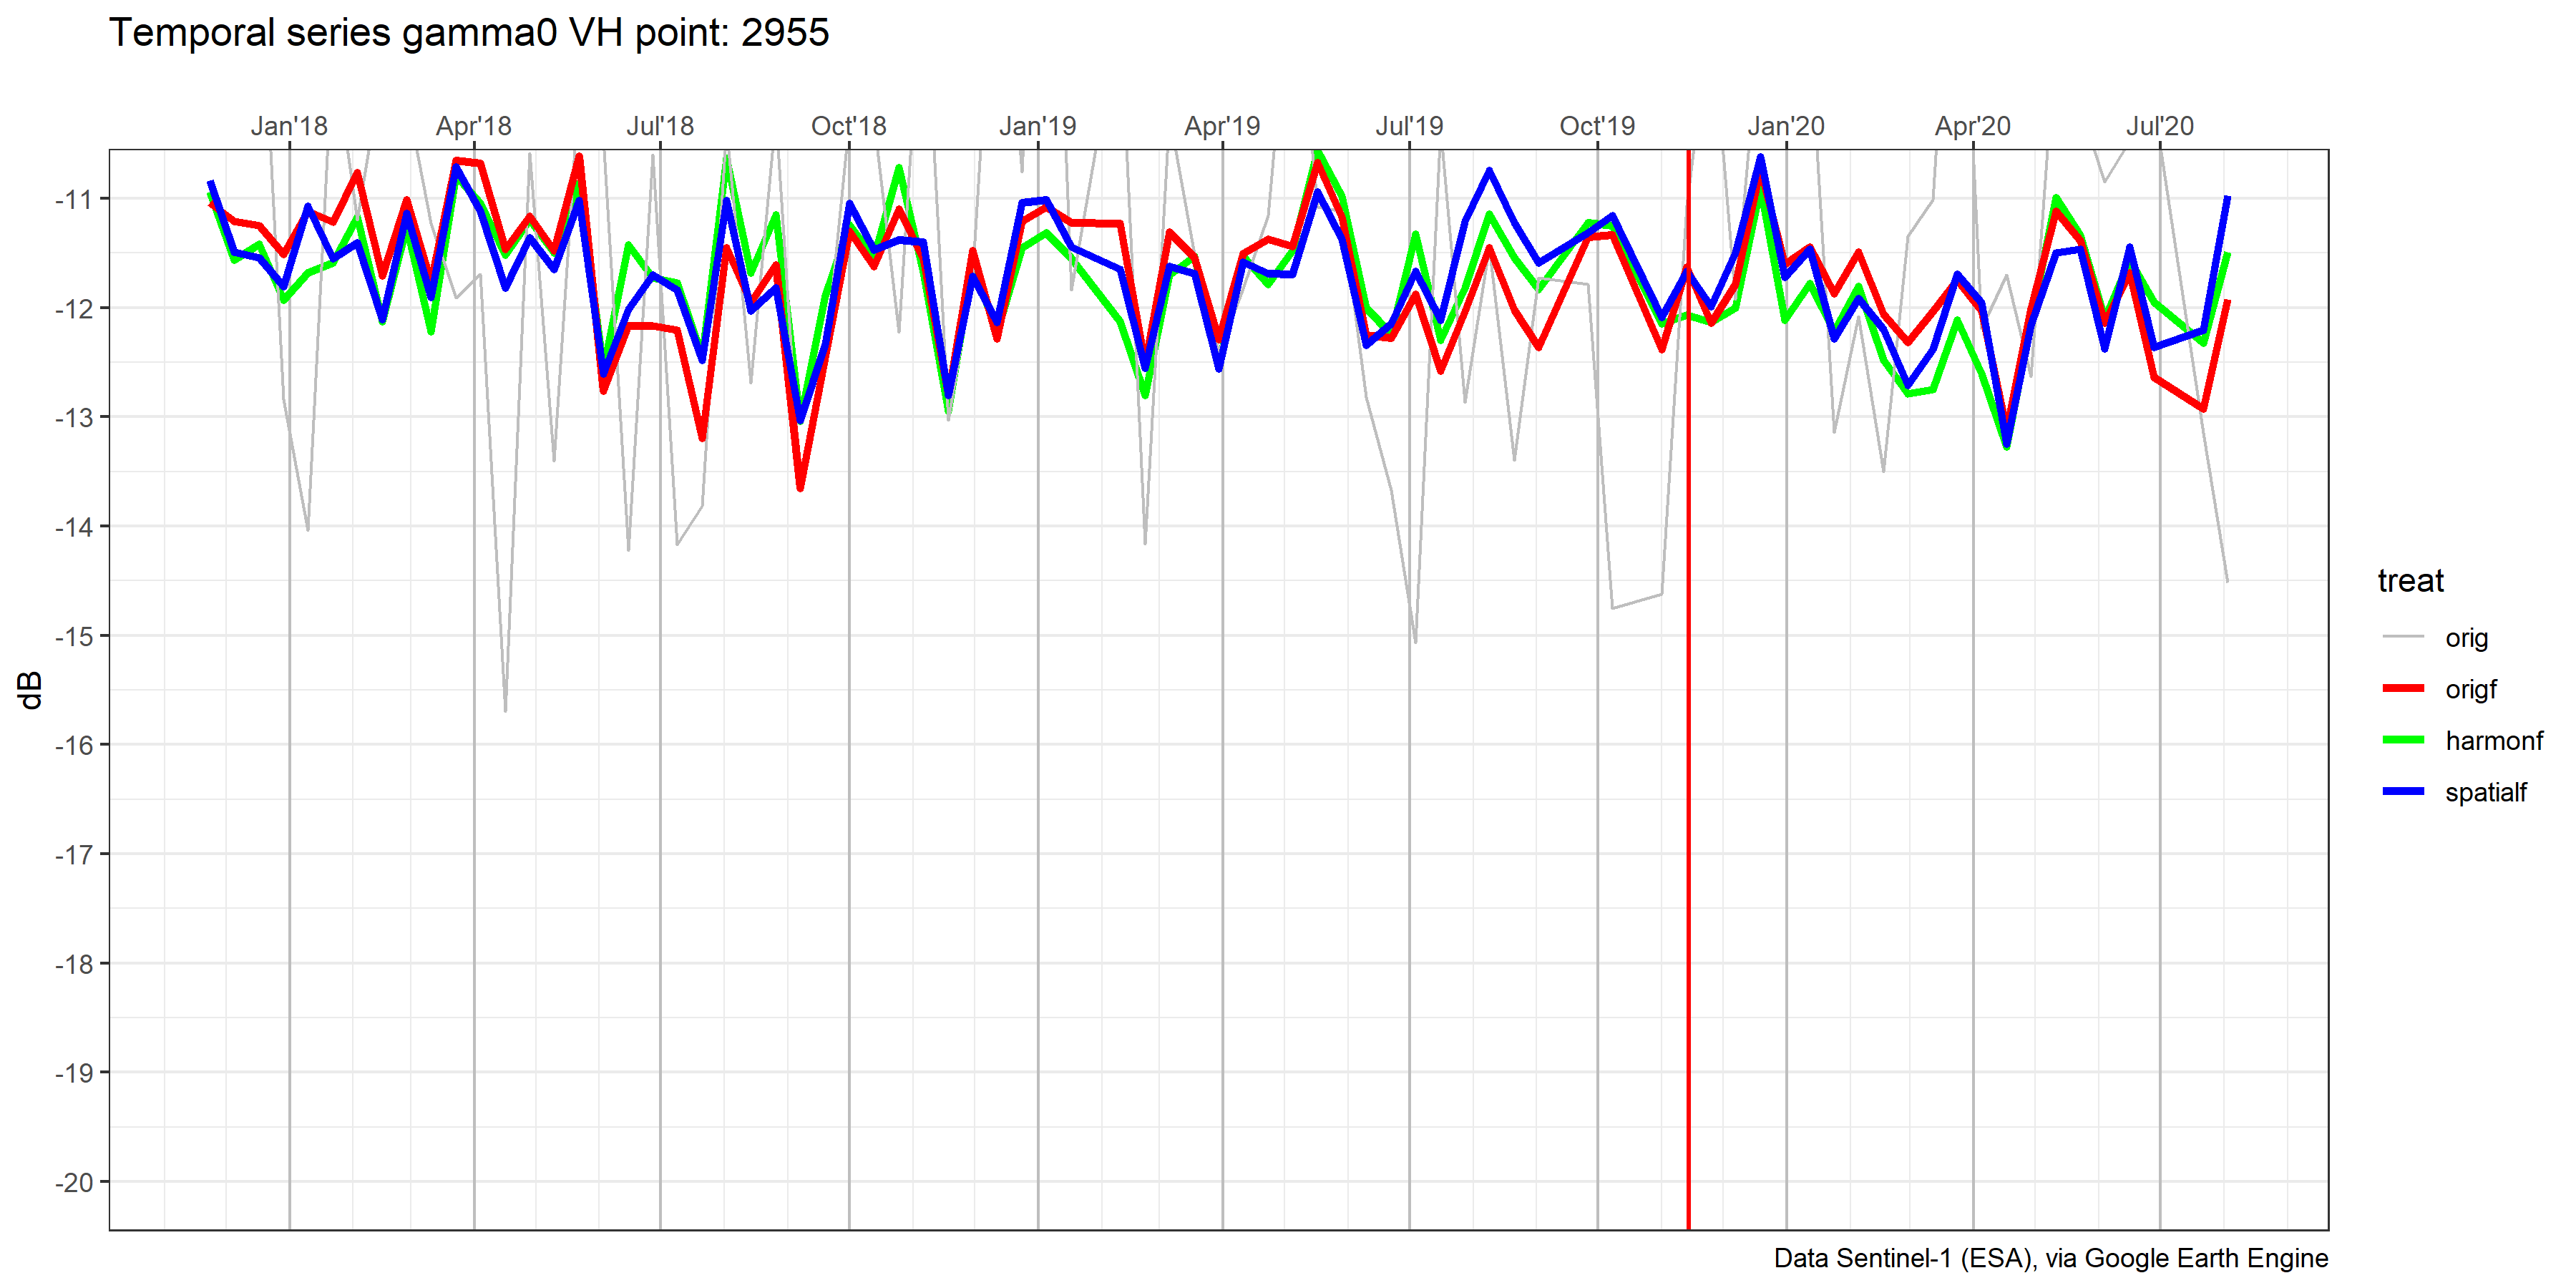 Temporal series gamma0 VH point: 2955
Jan'18 Apr'18 Jul'18 Oct'18 Jan'19 Apr'19 Jul'19 Oct'19 Jan'20 Apr'20 Jul'20
-11
-12
-13
-14
-15
-16
-17
-18
-19
-20
dB
treat
orig
origf
harmonf
spatialf
Data Sentinel-1 (ESA), via Google Earth Engine